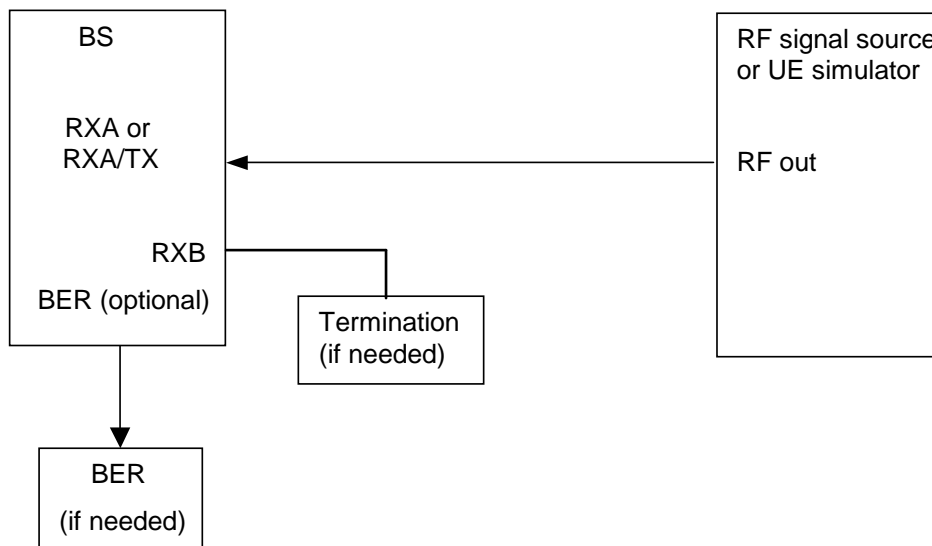 BS
RXA or
RXA/TX
RXB
BER (optional)
Termination
(if needed)
BER
(if needed)
RF signal source
or UE simulator
RF out